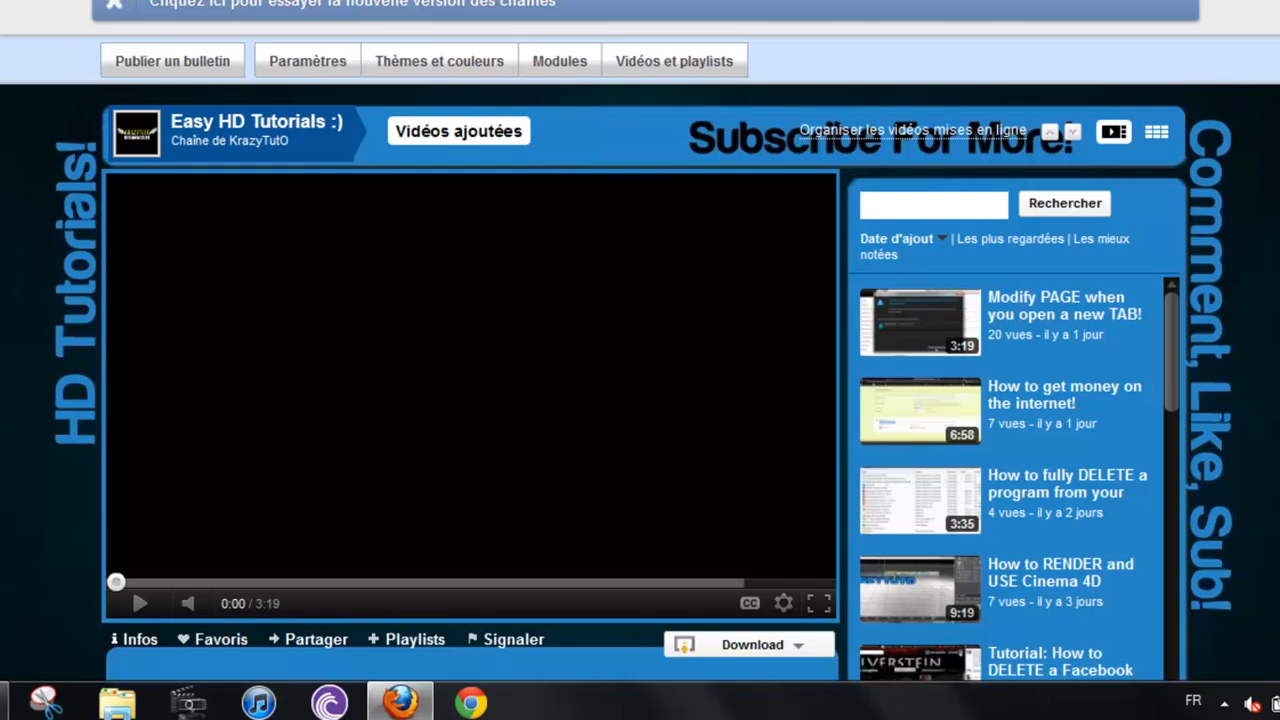 Cliquez ici pour essayer la nouvelle version des chaînes
Publier un bulletin
Paramètres
Thèmes et couleurs
Modules
Vidéos et playlists
Easy HD Tutorials :)
Chaîne de KrazyTutO
Vidéos ajoutées
Subscribe For More!
Organiser les vidéos mises en ligne
HD Tutorials!
Comment, Like, Sub!
Rechercher
Date d'ajout | Les plus regardées | Les mieux
notées
Modify PAGE when
you open a new TAB!
20 vues - il y a 1 jour
3:19
How to get money on
the internet!
7 vues - il y a 1 jour
6:58
How to fully DELETE a
program from your
4 vues - il y a 2 jours
3:35
How to RENDER and
USE Cinema 4D
7 vues - il y a 3 jours
9:19
Tutorial: How to
DELETE a Facebook
0:00 / 3:19
CC
Infos
Favoris
Partager
Playlists
Signaler
Download
FR